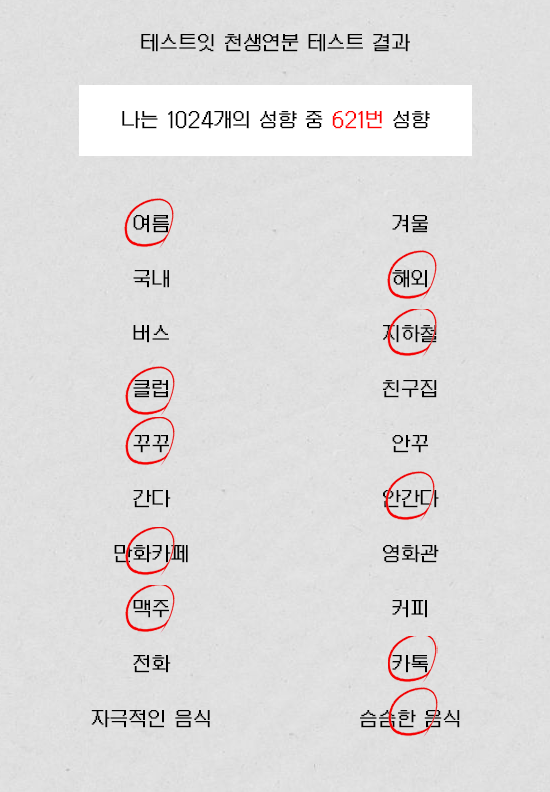 테스트잇 천생연분 테스트 결과
나는 1024개의 성향 중 621번 성향
여름 겨울
국내 해외
버스 지하철
클럽 친구집
꾸꾸 안꾸
간다 안간다
만화카페 영화관
맥주 커피
전화 카톡
자극적인 음식 슴슴한 음식